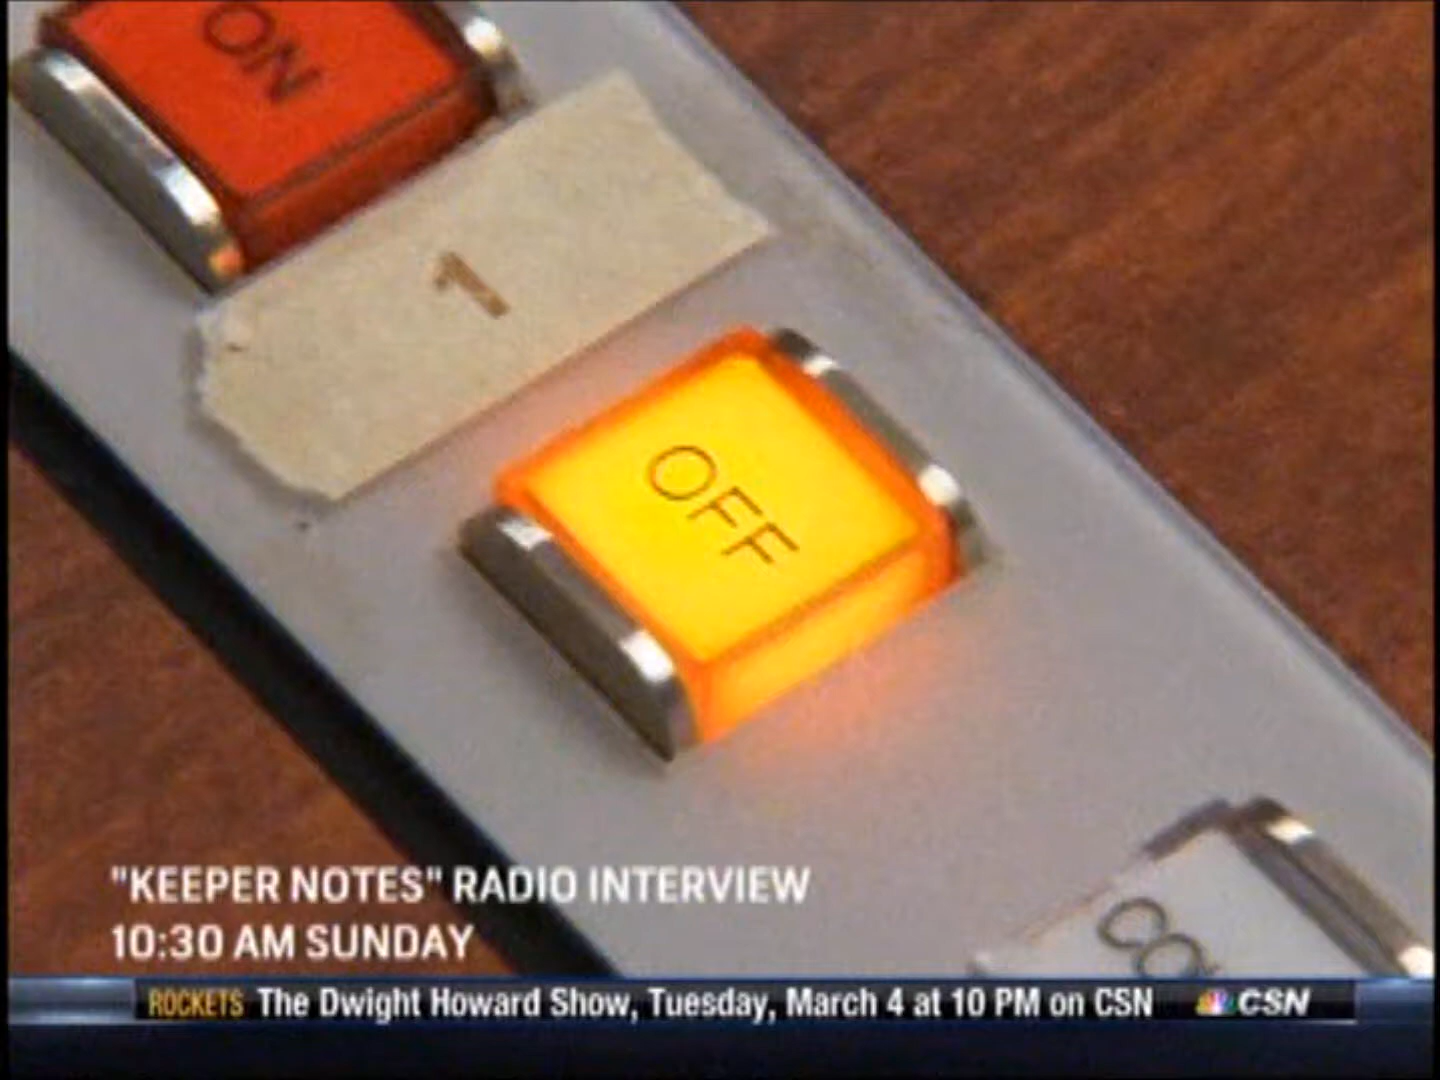 ON
1
OFF
"KEEPER NOTES" RADIO INTERVIEW
10:30 AM SUNDAY
ROCKETS The Dwight Howard Show, Tuesday, March 4 at 10 PM on CSN CSN